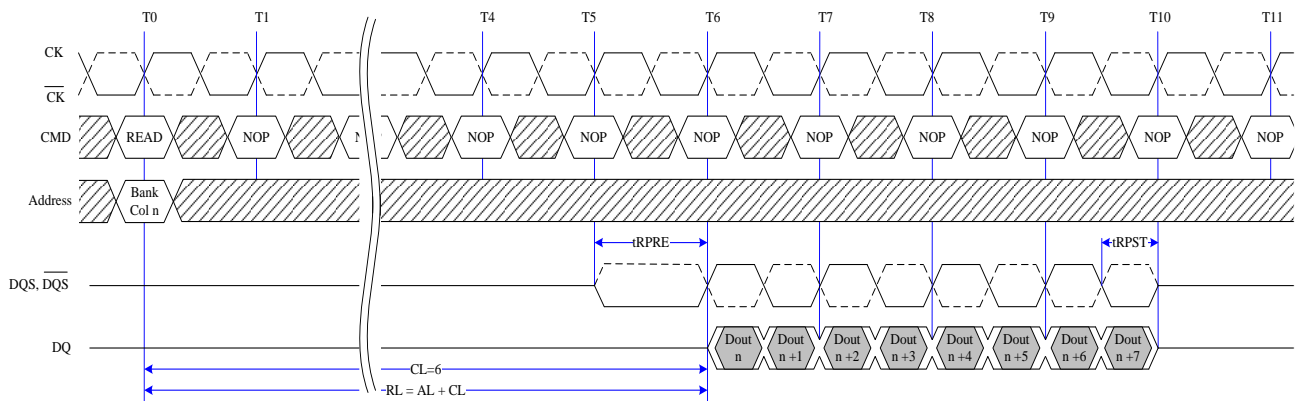 T0 T1 T4 T5 T6 T7 T8 T9 T10 T11
CK
CK
CMD READ NOP NOP NOP NOP NOP NOP NOP NOP NOP
Address Bank
Col n
tRPRE tRPST
DQS, DQS
DQ Dout Dout Dout Dout Dout Dout Dout Dout
n n +1 n +2 n +3 n +4 n +5 n +6 n +7
CL=6
RL = AL + CL